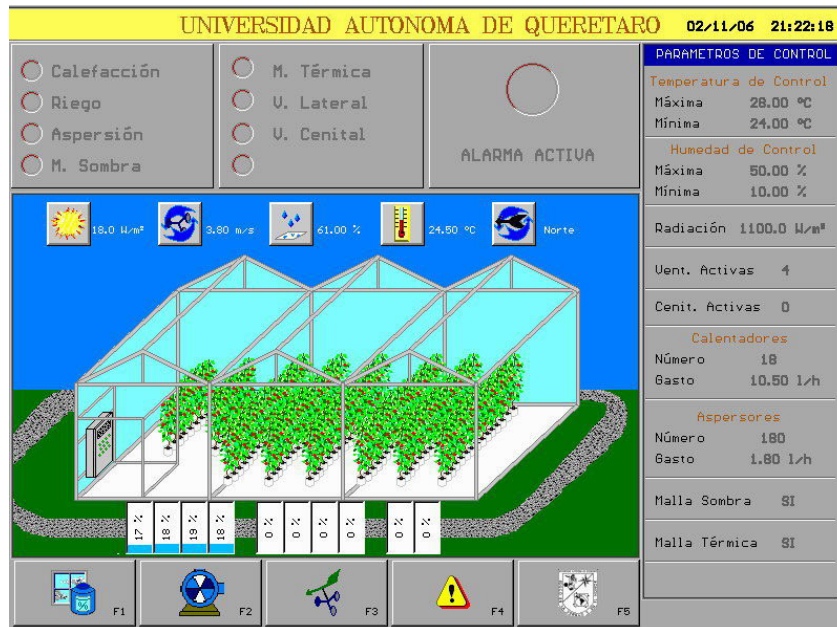 UNIVERSIDAD AUTONOMA DE QUERETARO 02/11/06 21:22:18
Calefacción
Riego
Aspersión
M. Sombra
M. Térmica
V. Lateral
V. Cenital
ALARMA ACTIVA
18.0 W/m²
3.80 m/s
61.00 %
24.50 ºC
Norte
17 %
18 %
19 %
18 %
0 %
0 %
0 %
0 %
0 %
0 %
%
F1
F2
F3
F4
F5
PARAMETROS DE CONTROL
Temperatura de Control
Máxima 28.00 ºC
Mínima 24.00 ºC
Humedad de Control
Máxima 50.00 %
Mínima 10.00 %
Radiación 1100.0 W/m²
Vent. Activas 4
Cenit. Activas 0
Calentadores
Número 18
Gasto 10.50 l/h
Aspersores
Número 180
Gasto 1.80 l/h
Malla Sombra SI
Malla Térmica SI